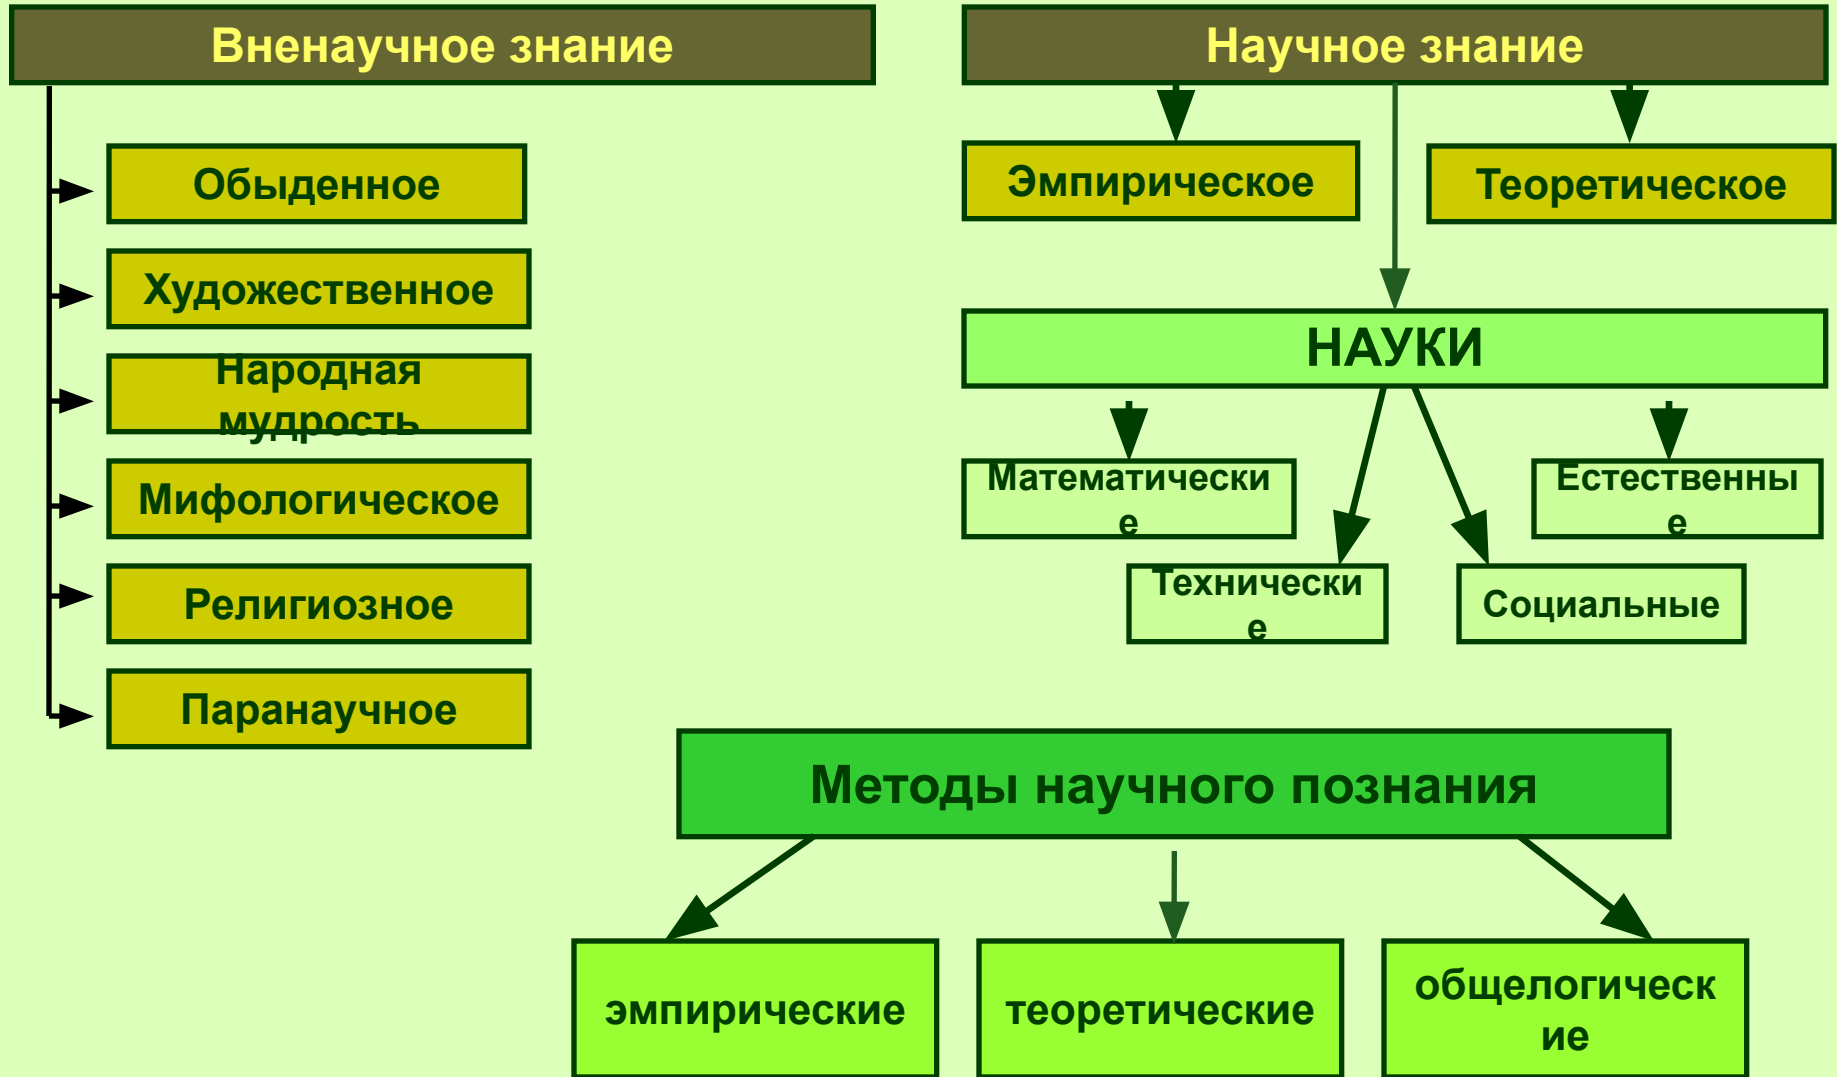 Вненаучное знание
Обыденное
Художественное
Народная
мудрость
Мифологическое
Религиозное
Паранаучное
Научное знание
Эмпирическое
Теоретическое
НАУКИ
Математически
е
Естественны
е
Технически
е
Социальные
Методы научного познания
эмпирические
теоретические
общелогическ
ие